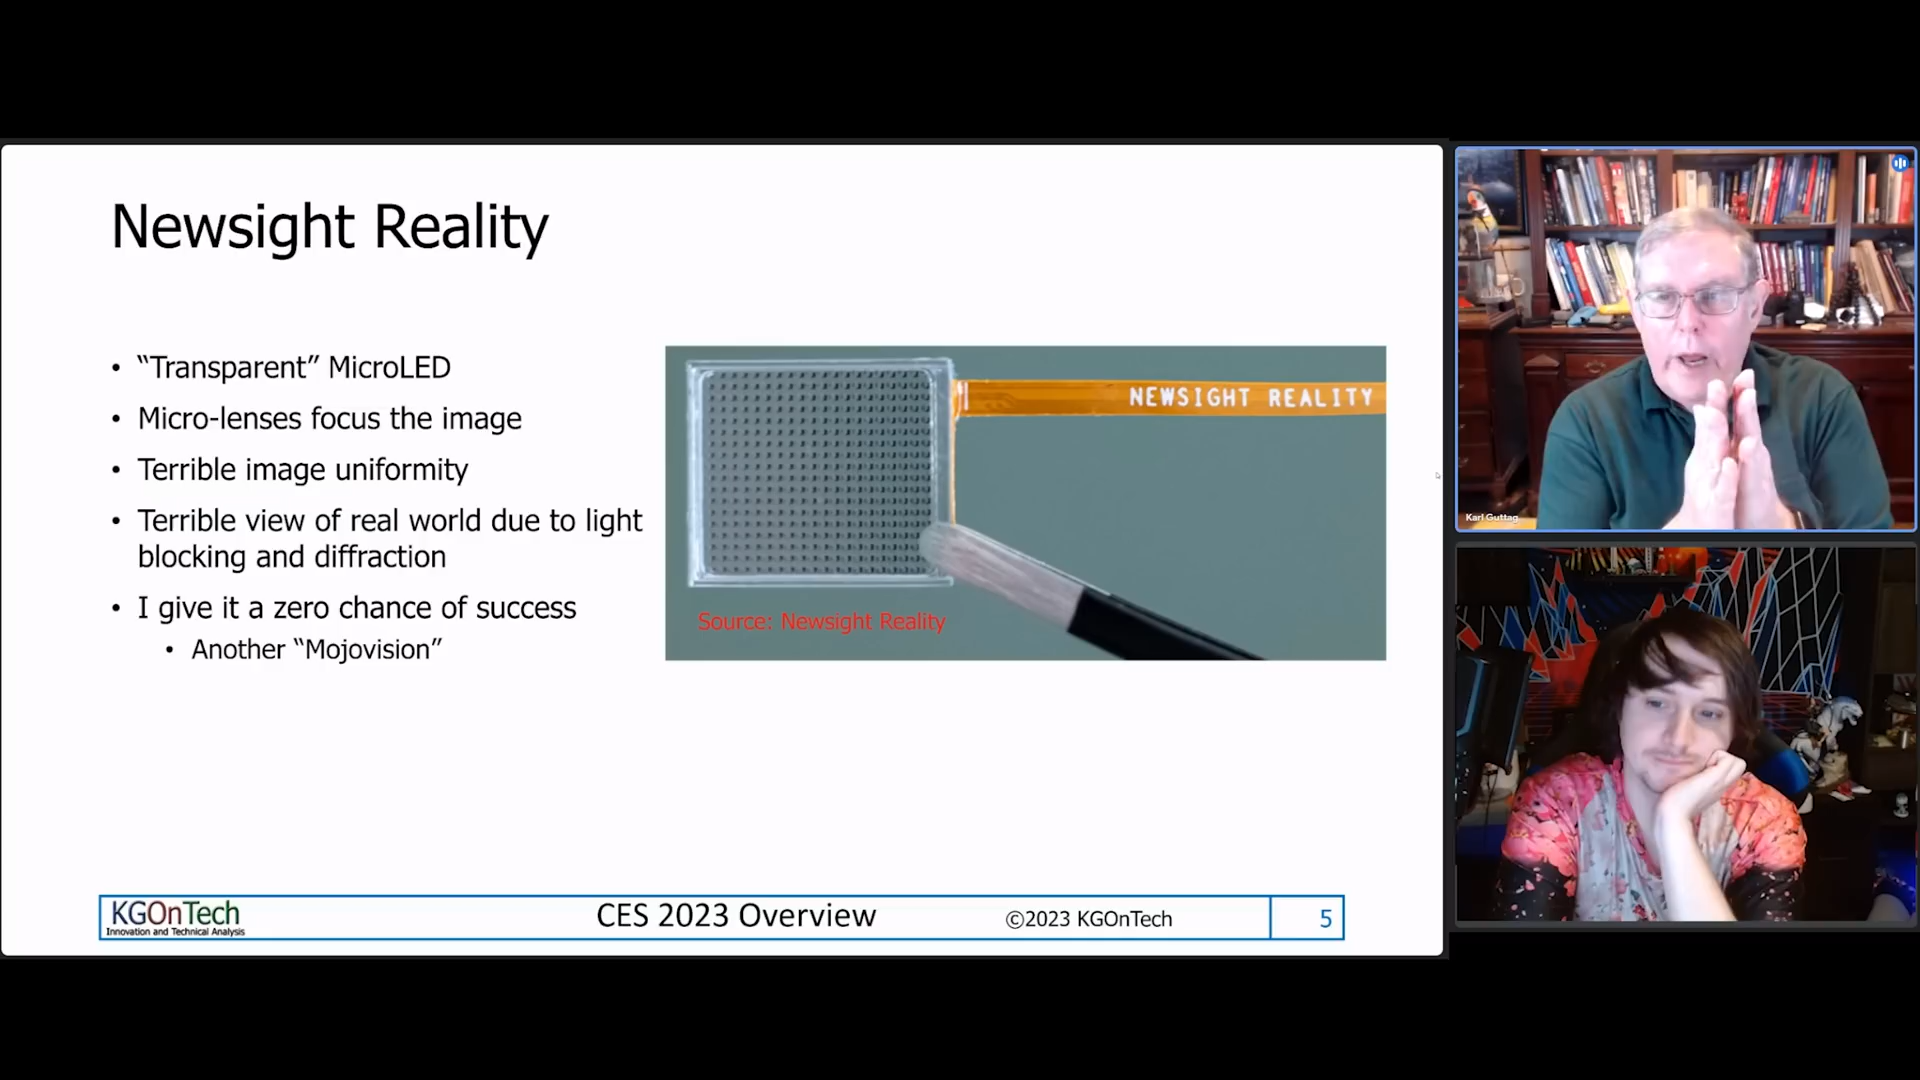 Newsight Reality
• “Transparent” MicroLED
• Micro-lenses focus the image
• Terrible image uniformity
• Terrible view of real world due to light
blocking and diffraction
• I give it a zero chance of success
• Another “Mojovision”
NEWSIGHT REALITY
Source: Newsight Reality
KGOnTech
Innovation and Technical Analysis
CES 2023 Overview
©2023 KGOnTech
5
Karl Guttag